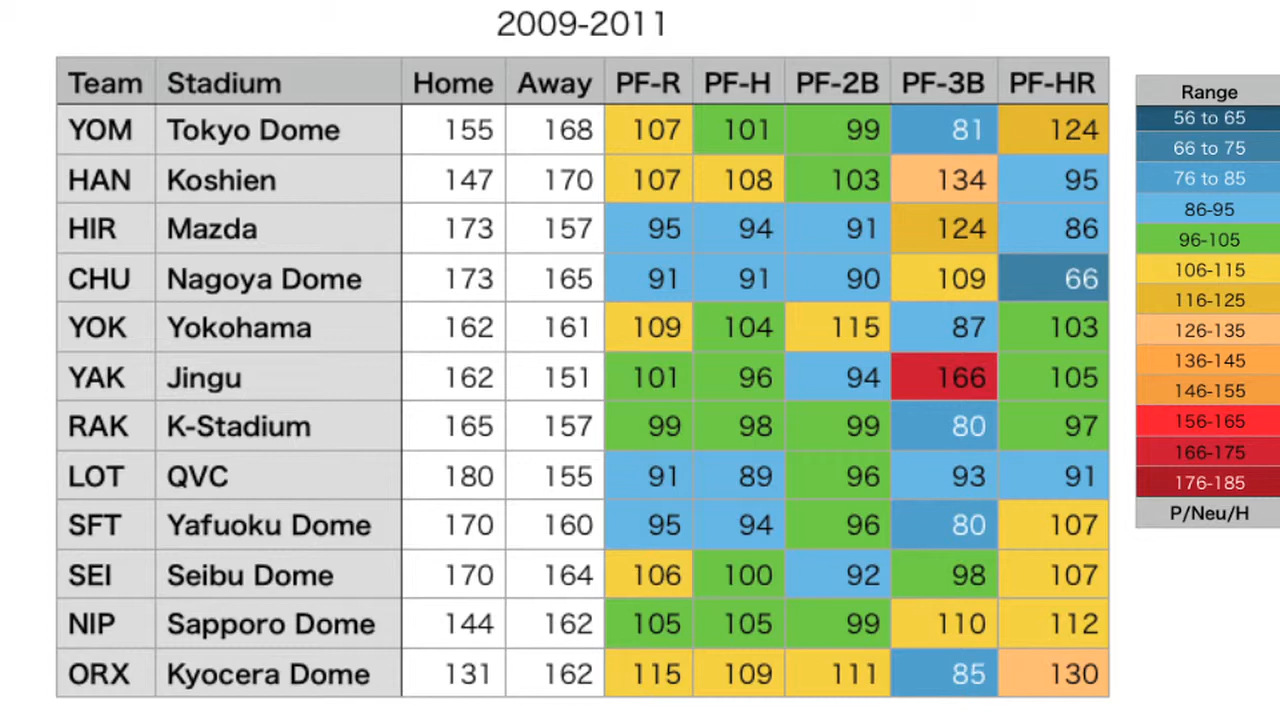 2009-2011
Team Stadium Home Away PF-R PF-H PF-2B PF-3B PF-HR
YOM Tokyo Dome 155 168 107 101 99 81 124
HAN Koshien 147 170 107 108 103 134 95
HIR Mazda 173 157 95 94 91 124 86
CHU Nagoya Dome 173 165 91 91 90 109 66
YOK Yokohama 162 161 109 104 115 87 103
YAK Jingu 162 151 101 96 94 166 105
RAK K-Stadium 165 157 99 98 99 80 97
LOT QVC 180 155 91 89 96 93 91
SFT Yafuoku Dome 170 160 95 94 96 80 107
SEI Seibu Dome 170 164 106 100 92 98 107
NIP Sapporo Dome 144 162 105 105 99 110 112
ORX Kyocera Dome 131 162 115 109 111 85 130
Range
56 to 65
66 to 75
76 to 85
86-95
96-105
106-115
116-125
126-135
136-145
146-155
156-165
166-175
176-185
P/Neu/H